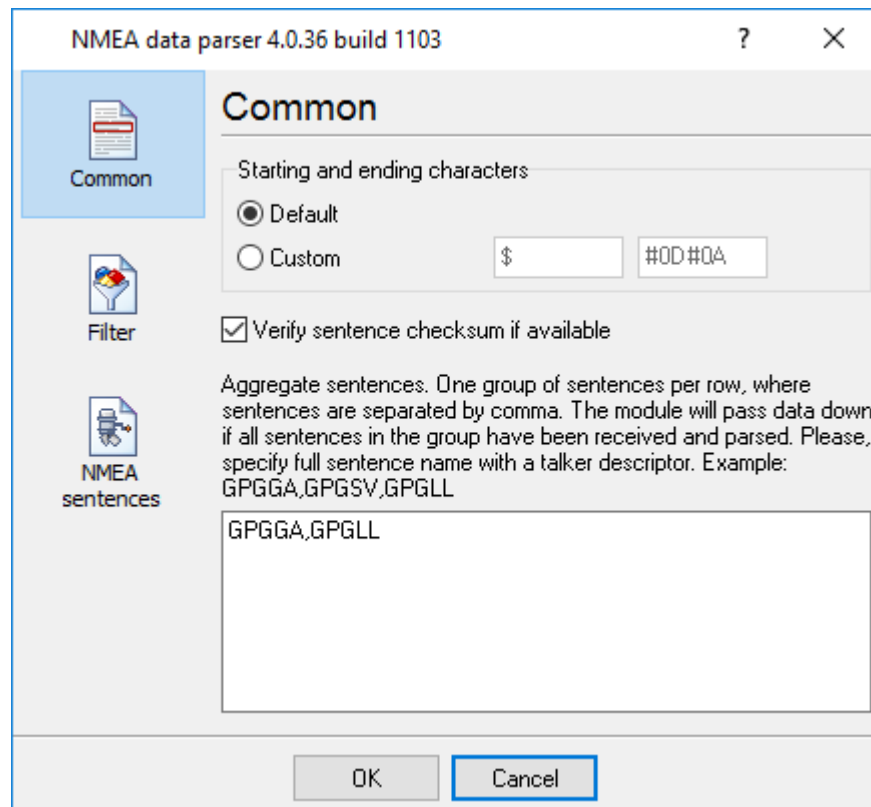 NMEA data parser 4.0.36 build 1103
?
Common
Filter
NMEA
sentences
Common
Starting and ending characters
Default
Custom
$
#0D#0A
Verify sentence checksum if available
Aggregate sentences. One group of sentences per row, where
sentences are separated by comma. The module will pass data down
if all sentences in the group have been received and parsed. Please,
specify full sentence name with a talker descriptor. Example:
GPGGA,GPGSV,GPGLL
GPGGA,GPGLL
OK
Cancel